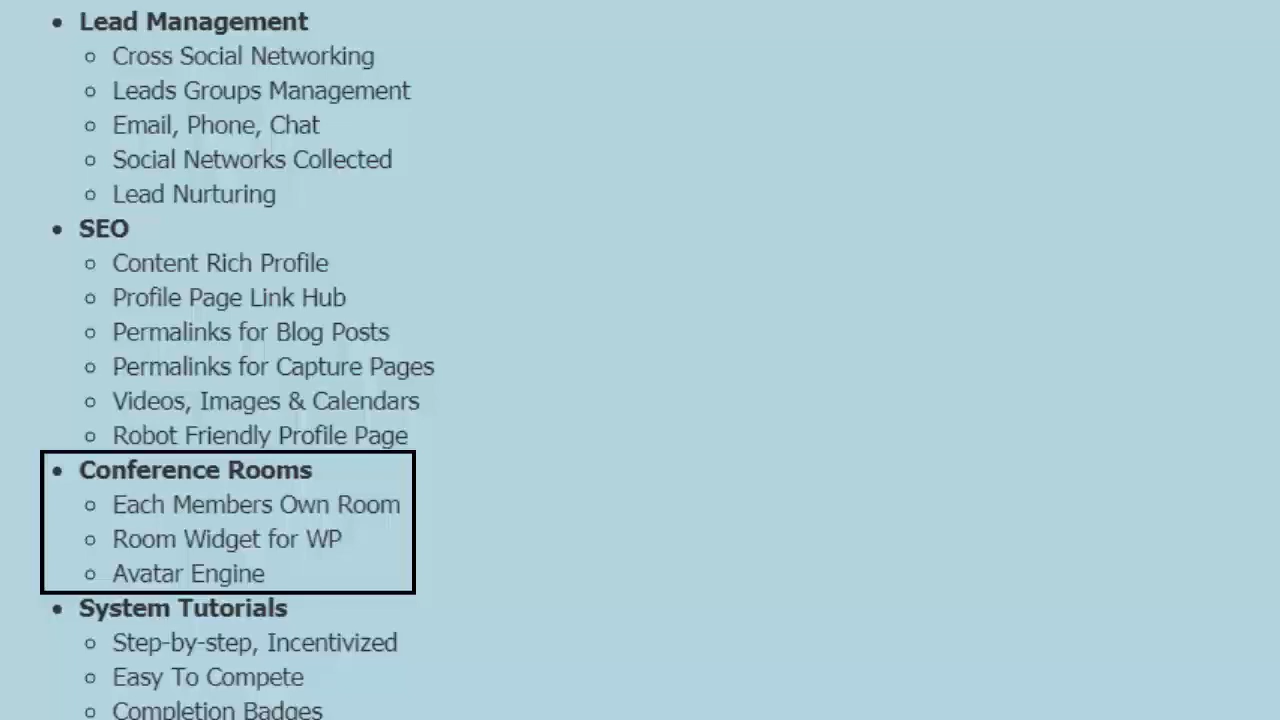 Lead Management
Cross Social Networking
Leads Groups Management
Email, Phone, Chat
Social Networks Collected
Lead Nurturing
SEO
Content Rich Profile
Profile Page Link Hub
Permalinks for Blog Posts
Permalinks for Capture Pages
Videos, Images & Calendars
Robot Friendly Profile Page
Conference Rooms
Each Members Own Room
Room Widget for WP
Avatar Engine
System Tutorials
Step-by-step, Incentivized
Easy To Compete
Completion Badges